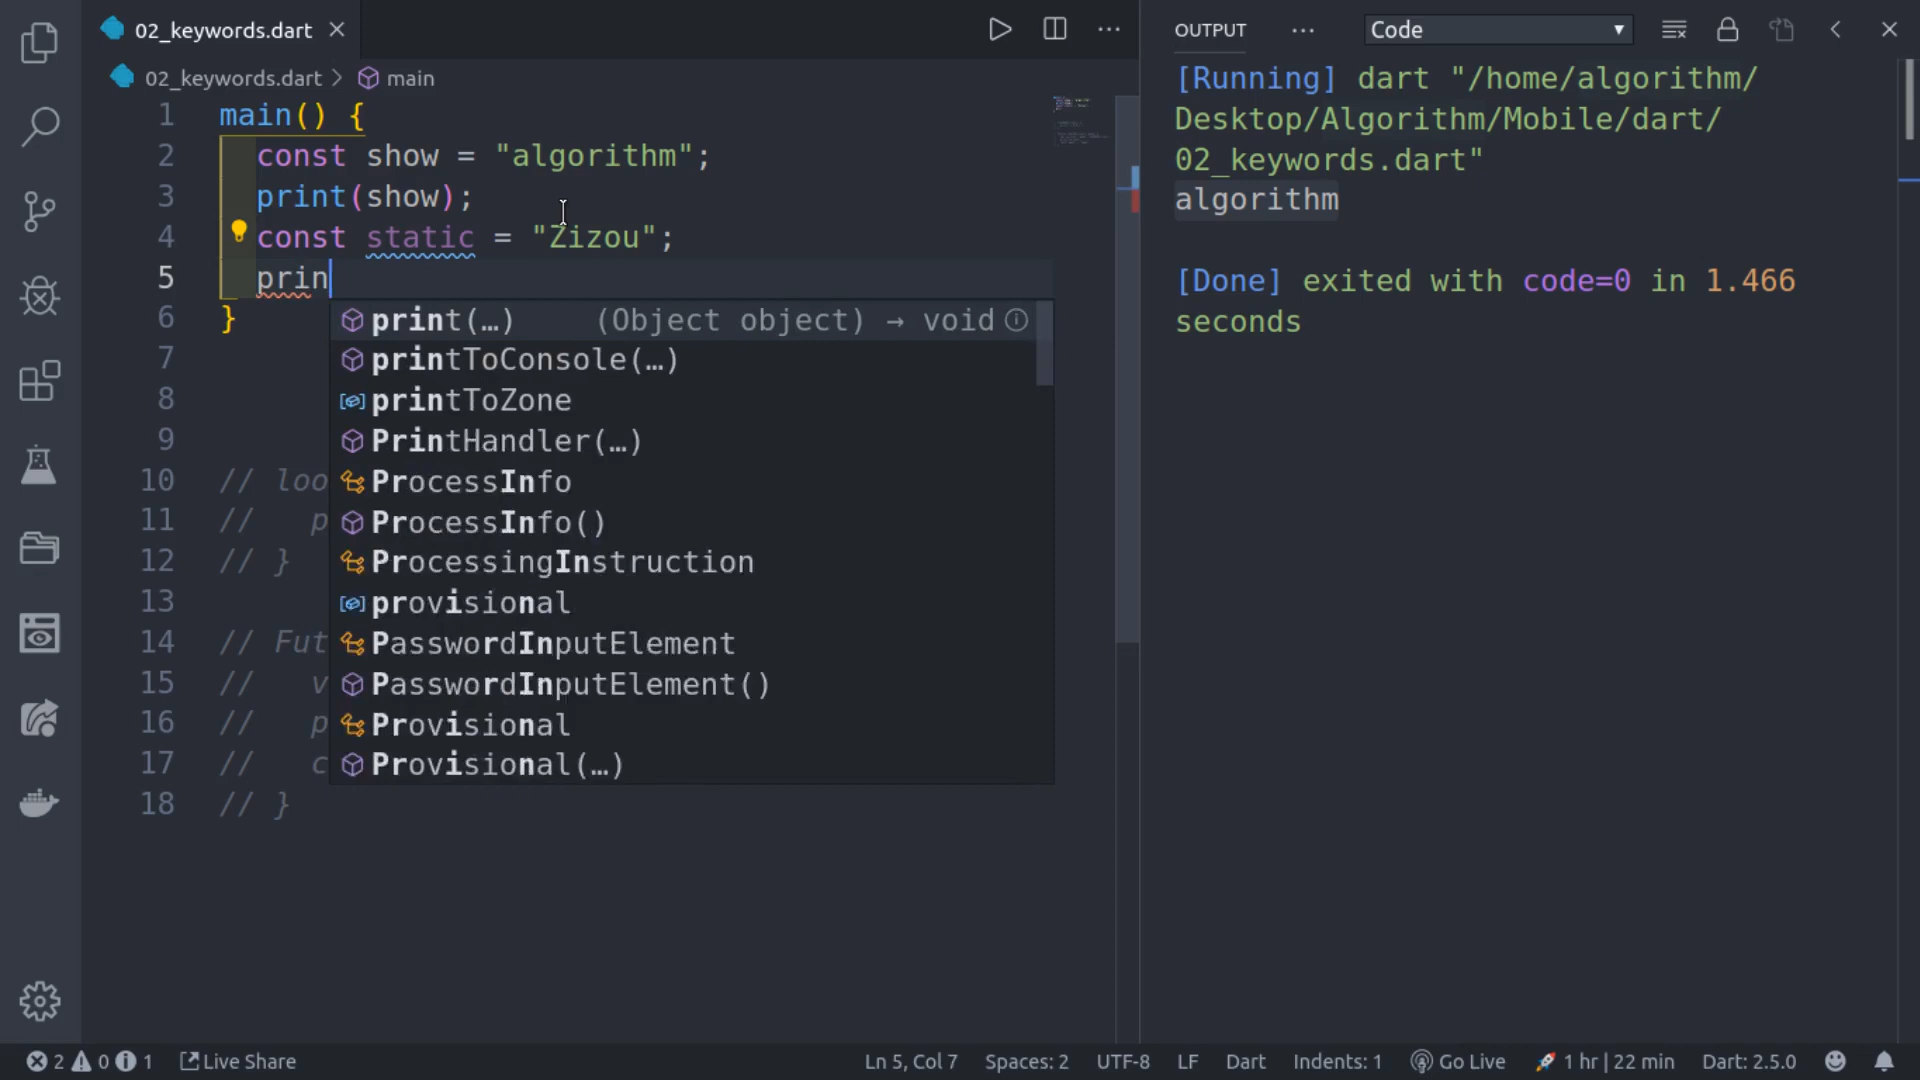 02_keywords.dart
02_keywords.dart > main
1 main() {
2 const show = "algorithm";
3 print(show);
4 const static = "Zizou";
5 prin
6 }
7
8
9
10 // loo
11 // p
12 // }
13
14 // Fut
15 // v
16 // p
17 // c
18 // }
print(…) (Object object) → void
printToConsole(…)
printToZone
PrintHandler(…)
ProcessInfo
ProcessInfo()
ProcessingInstruction
provisional
PasswordInputElement
PasswordInputElement()
Provisional
Provisional(…)
OUTPUT ··· Code
[Running] dart "/home/algorithm/
Desktop/Algorithm/Mobile/dart/
02_keywords.dart"
algorithm
[Done] exited with code=0 in 1.466
seconds
2 0 1 Live Share Ln 5, Col 7 Spaces: 2 UTF-8 LF Dart Indents: 1 Go Live 1 hr | 22 min Dart: 2.5.0